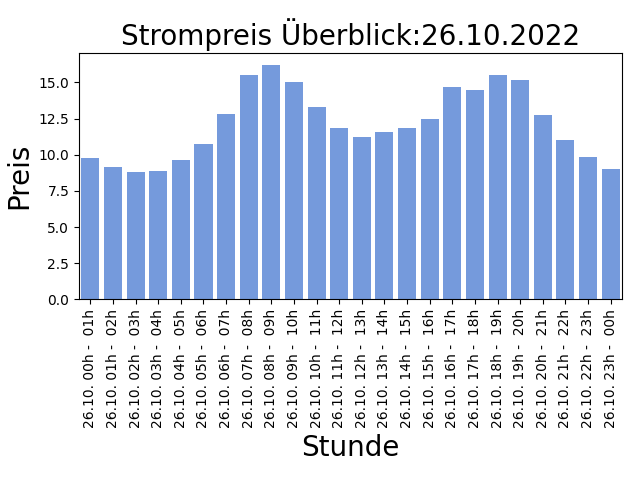 Strompreis Überblick:26.10.2022
Preis
15.0
12.5
10.0
7.5
5.0
2.5
0.0
26.10. 00h - 01h
26.10. 01h - 02h
26.10. 02h - 03h
26.10. 03h - 04h
26.10. 04h - 05h
26.10. 05h - 06h
26.10. 06h - 07h
26.10. 07h - 08h
26.10. 08h - 09h
26.10. 09h - 10h
26.10. 10h - 11h
26.10. 11h - 12h
26.10. 12h - 13h
26.10. 13h - 14h
26.10. 14h - 15h
26.10. 15h - 16h
26.10. 16h - 17h
26.10. 17h - 18h
26.10. 18h - 19h
26.10. 19h - 20h
26.10. 20h - 21h
26.10. 21h - 22h
26.10. 22h - 23h
26.10. 23h - 00h
Stunde